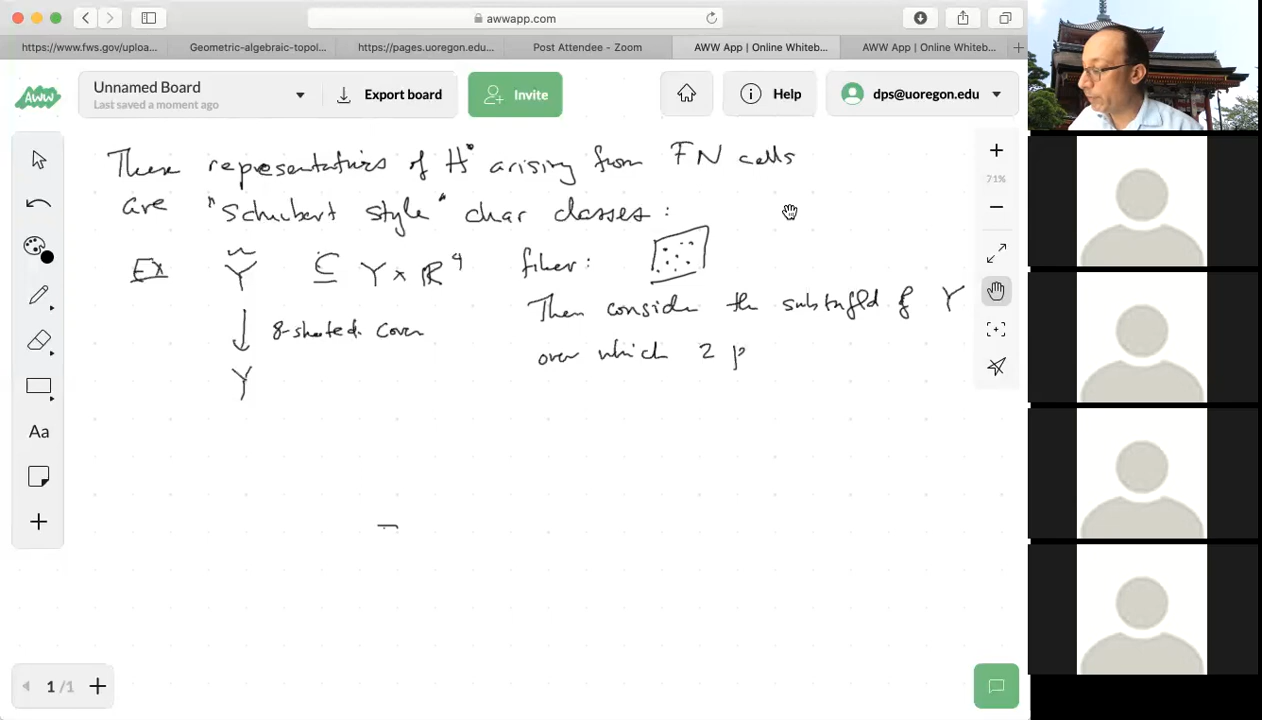 awwapp.com
https://www.fws.gov/uploa...
Geometric-algebraic-topol...
https://pages.uoregon.edu...
Post Attendee - Zoom
AWW App | Online Whiteb...
AWW App | Online Whiteb...
AWW
Unnamed Board
Last saved a moment ago
Export board
Invite
Help
dps@uoregon.edu
71%
These representatives of H• arising from FN cells
are "Schubert style" char classes:
Ex Ỹ ⊆ Y × ℝ⁴ fiber:
↓ 8-sheeted cover
Y
Then consider the submfld of Y
over which 2 p
Aa
1 /1